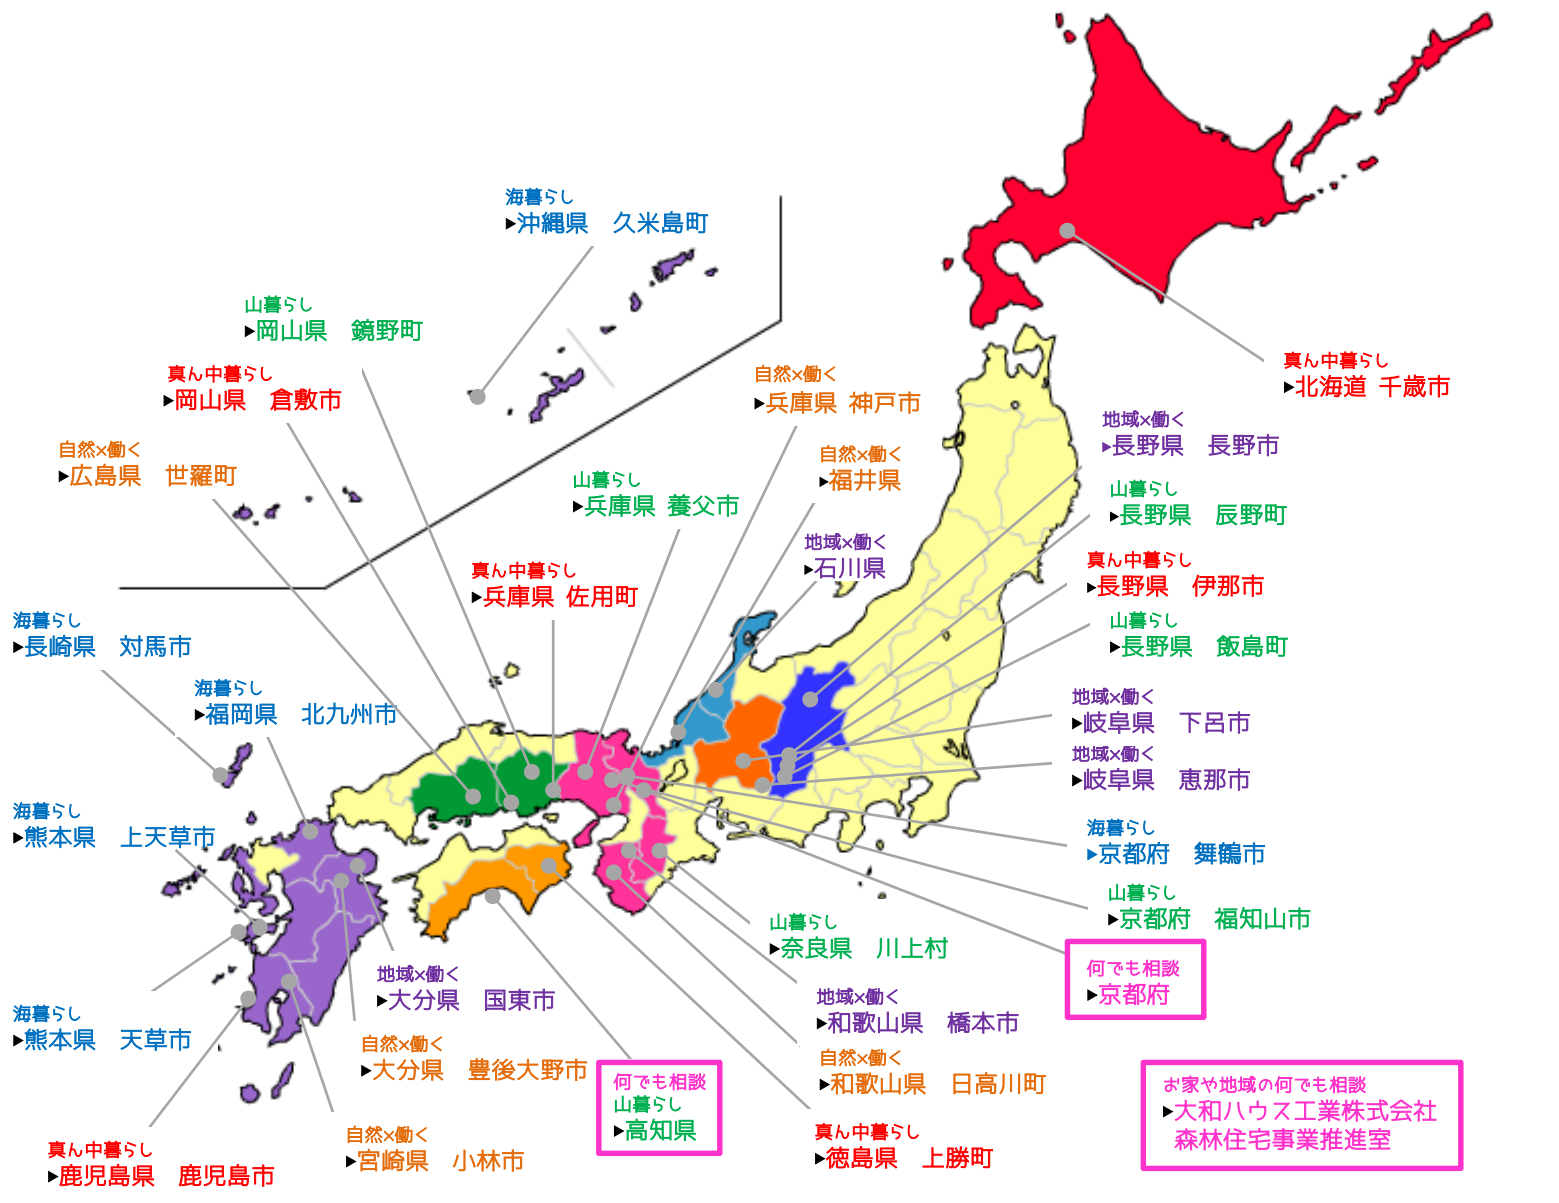 海暮らし
▶沖縄県　久米島町
山暮らし
▶岡山県　鏡野町
真ん中暮らし
▶岡山県　倉敷市
自然×働く
▶広島県　世羅町
真ん中暮らし
▶北海道 千歳市
自然×働く
▶兵庫県 神戸市
地域×働く
▶長野県　長野市
自然×働く
▶福井県
山暮らし
▶兵庫県 養父市
山暮らし
▶長野県　辰野町
地域×働く
▶石川県
真ん中暮らし
▶長野県　伊那市
真ん中暮らし
▶兵庫県 佐用町
山暮らし
▶長野県　飯島町
海暮らし
▶長崎県　対馬市
海暮らし
▶福岡県　北九州市
地域×働く
▶岐阜県　下呂市
地域×働く
▶岐阜県　恵那市
海暮らし
▶熊本県　上天草市
海暮らし
▶京都府　舞鶴市
山暮らし
▶京都府　福知山市
山暮らし
▶奈良県　川上村
何でも相談
▶京都府
地域×働く
▶大分県　国東市
地域×働く
▶和歌山県　橋本市
海暮らし
▶熊本県　天草市
自然×働く
▶大分県　豊後大野市
自然×働く
▶和歌山県　日高川町
何でも相談
山暮らし
▶高知県
お家や地域の何でも相談
▶大和ハウス工業株式会社
森林住宅事業推進室
真ん中暮らし
▶徳島県　上勝町
自然×働く
▶宮崎県　小林市
真ん中暮らし
▶鹿児島県　鹿児島市